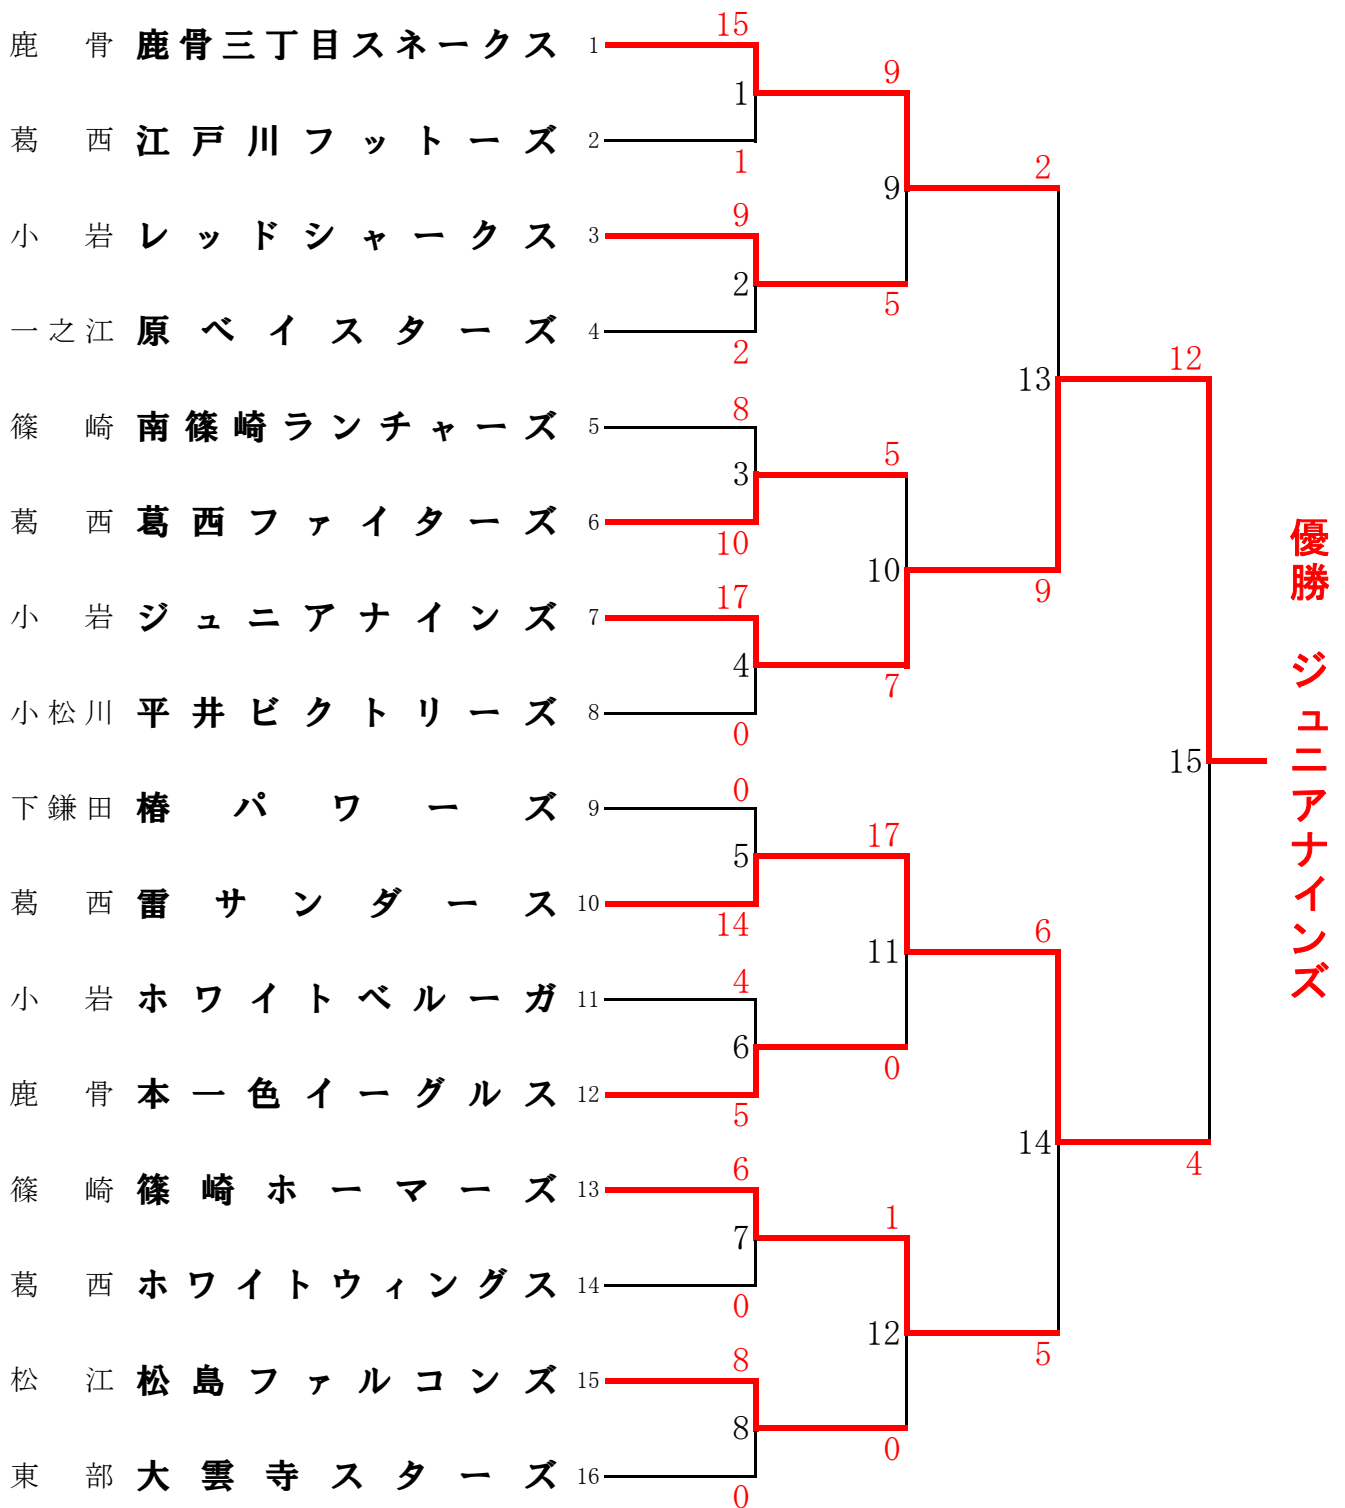 鹿骨 鹿骨三丁目スネークス 1
15
9
1
葛西 江戸川フットーズ 2
1
2
9
小岩 レッドシャークス 3
9
2
5
一之江 原ベイスターズ 4
2
12
13
篠崎 南篠崎ランチャーズ 5
8
3
5
葛西 葛西ファイターズ 6
10
10
9
小岩 ジュニアナインズ 7
17
4
7
小松川 平井ビクトリーズ 8
0
15
優勝 ジュニアナインズ
下鎌田 椿パワーズ 9
0
5
17
葛西 雷サンダース 10
14
11
6
小岩 ホワイトベルーガ 11
4
6
0
鹿骨 本一色イーグルス 12
5
14
4
篠崎 篠崎ホーマーズ 13
6
7
1
葛西 ホワイトウィングス 14
0
12
5
松江 松島ファルコンズ 15
8
8
0
東部 大雲寺スターズ 16
0